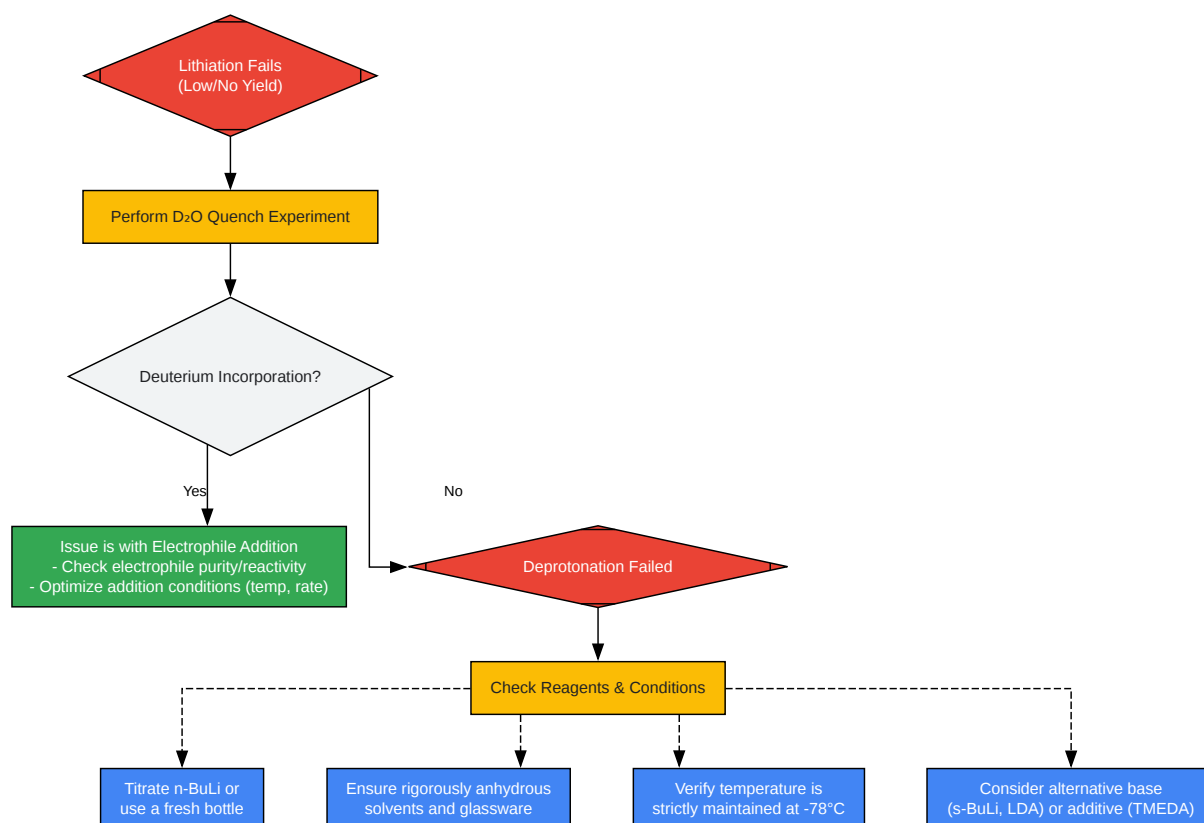 Lithiation Fails
(Low/No Yield)
Perform D₂O Quench Experiment
Deuterium Incorporation?
Yes
No
Issue is with Electrophile Addition
- Check electrophile purity/reactivity
- Optimize addition conditions (temp, rate)
Deprotonation Failed
Check Reagents & Conditions
Titrate n-BuLi or
use a fresh bottle
Ensure rigorously anhydrous
solvents and glassware
Verify temperature is
strictly maintained at -78°C
Consider alternative base
(s-BuLi, LDA) or additive (TMEDA)